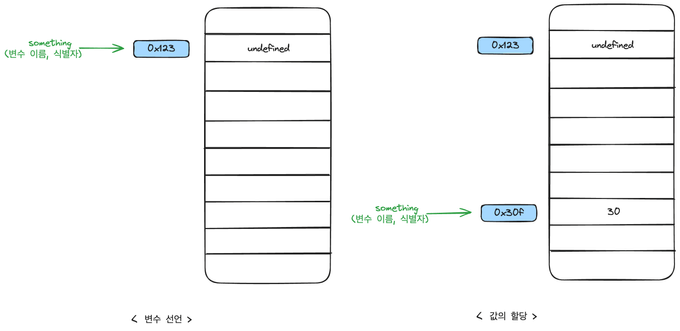 something
(변수 이름, 식별자)
0x123
undefined
< 변수 선언 >
0x123
undefined
something
(변수 이름, 식별자)
0x30f
30
< 값의 할당 >